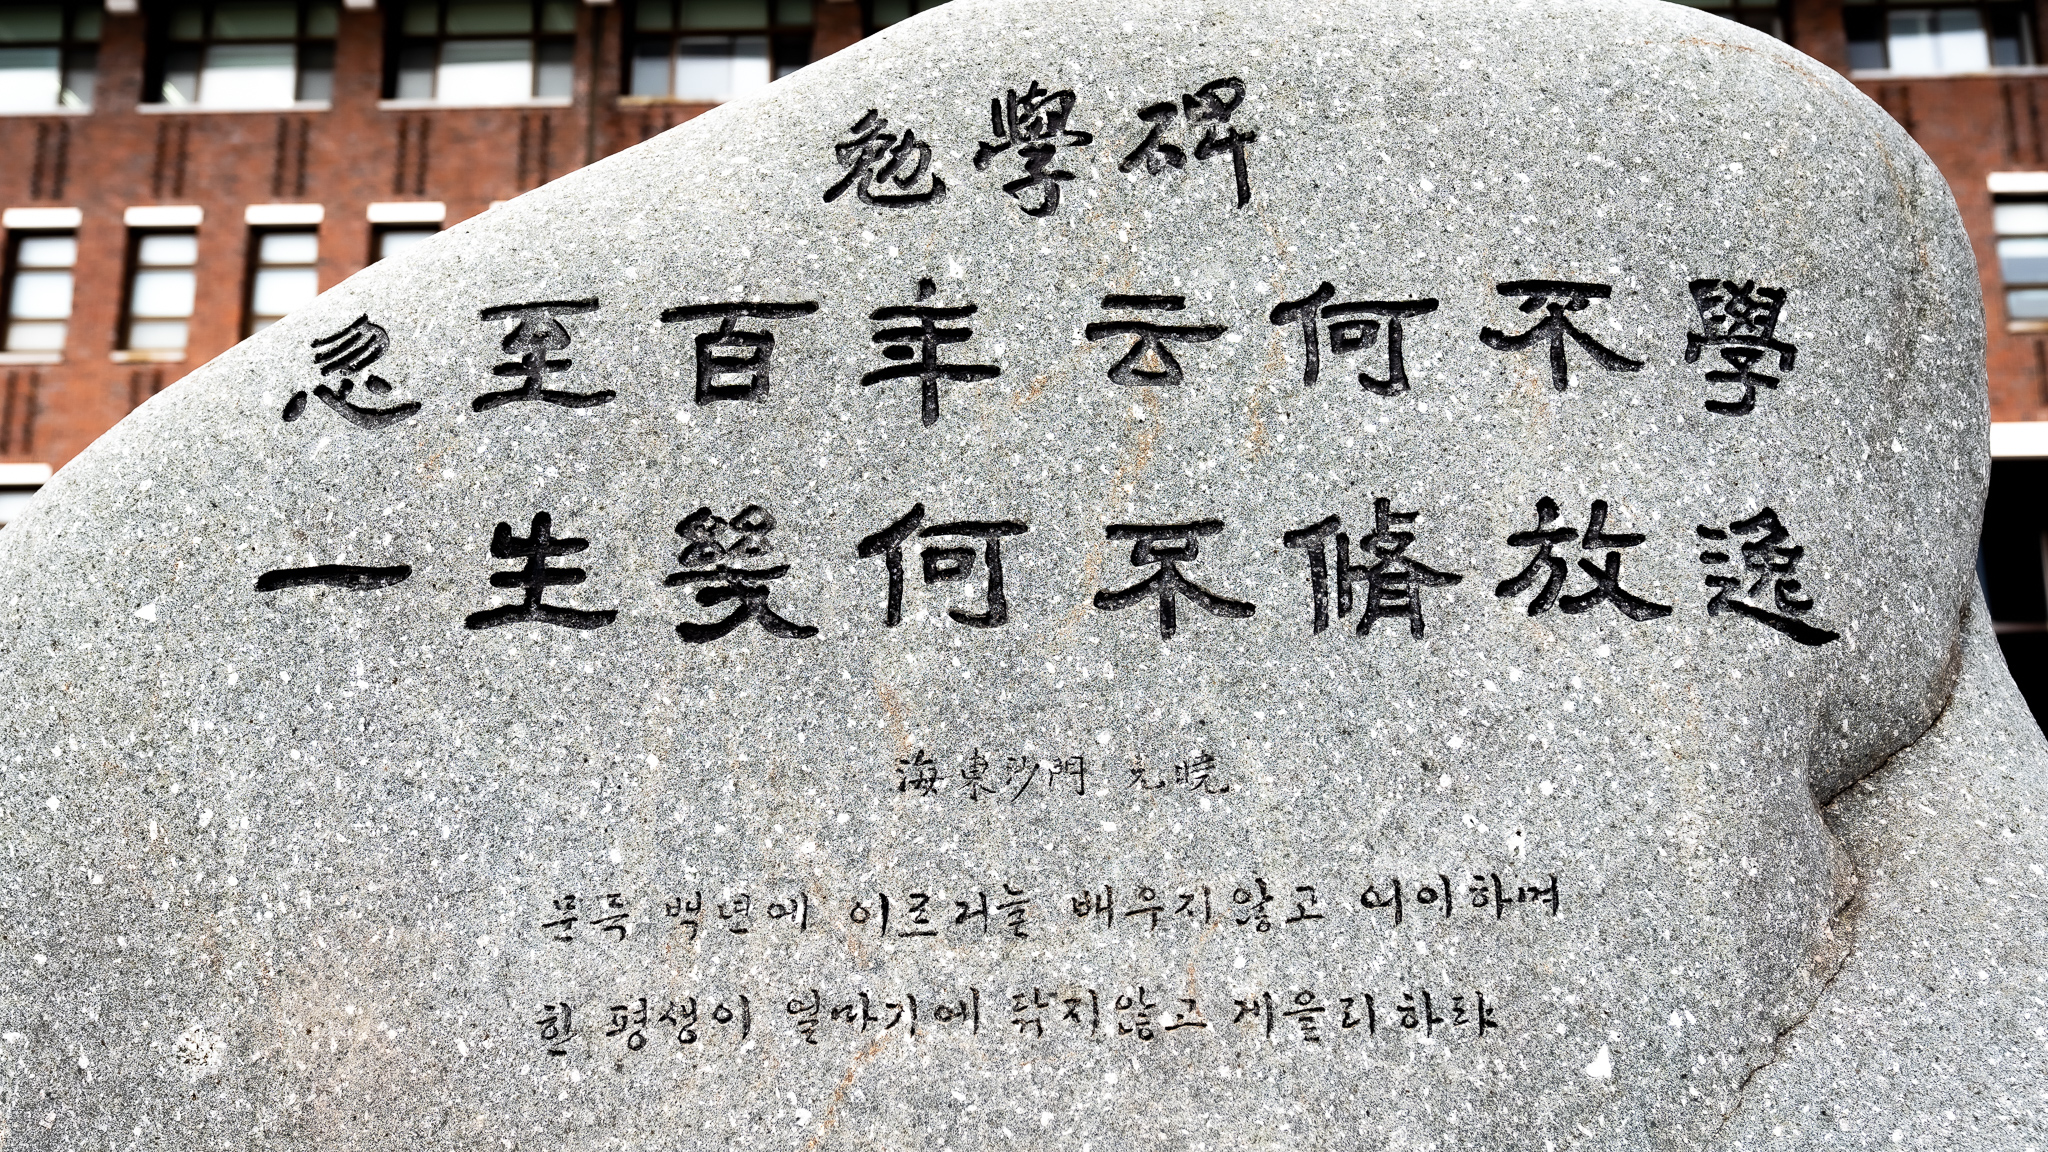 勉學碑
忽至百年云何不學
一生幾何不脩放逸
海東沙門 元曉
문득 백년에 이르거늘 배우지않고 어이하며
한 평생이 얼마기에 닦지않고 게을리하랴